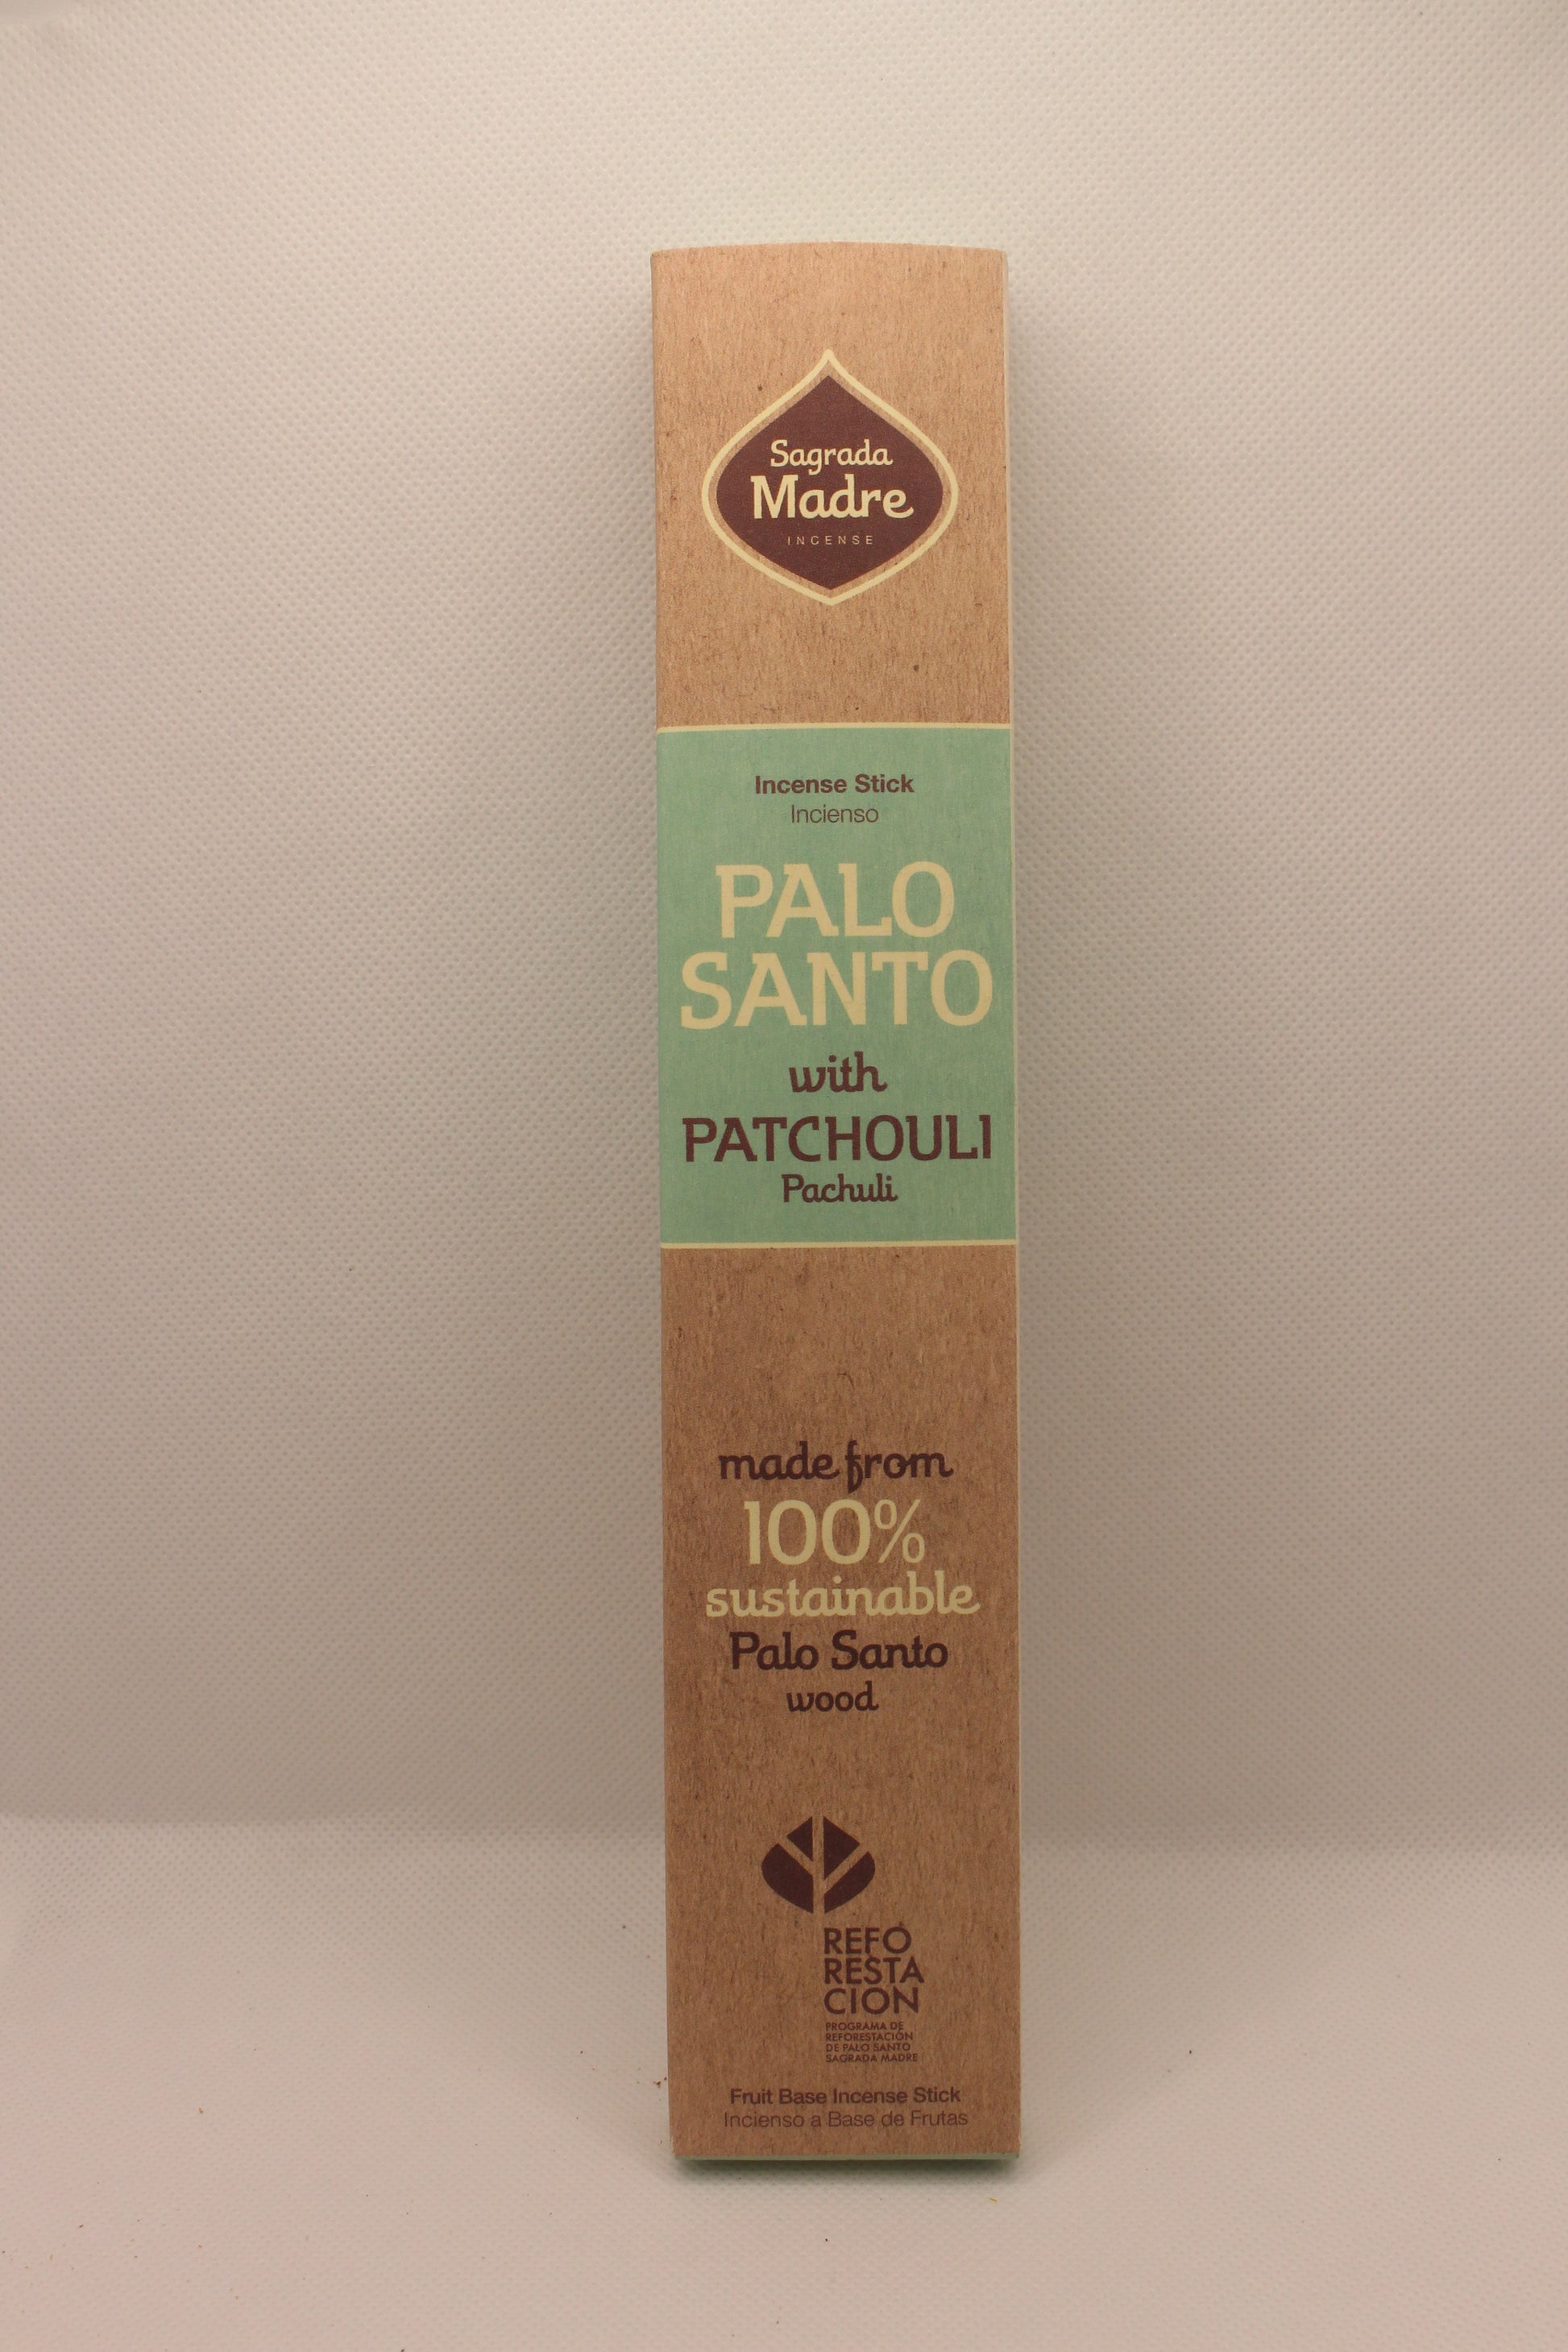 Sagrada
Madre
INCENSE
Incense Stick
Incienso
PALO
SANTO
with
PATCHOULI
Pachuli
made from
100%
sustainable
Palo Santo
wood
REFO
RESTA
CION
PROGRAMA DE
REFORESTACIÓN
DE PALO SANTO
SAGRADA MADRE
Fruit Base Incense Stick
Incienso a Base de Frutas